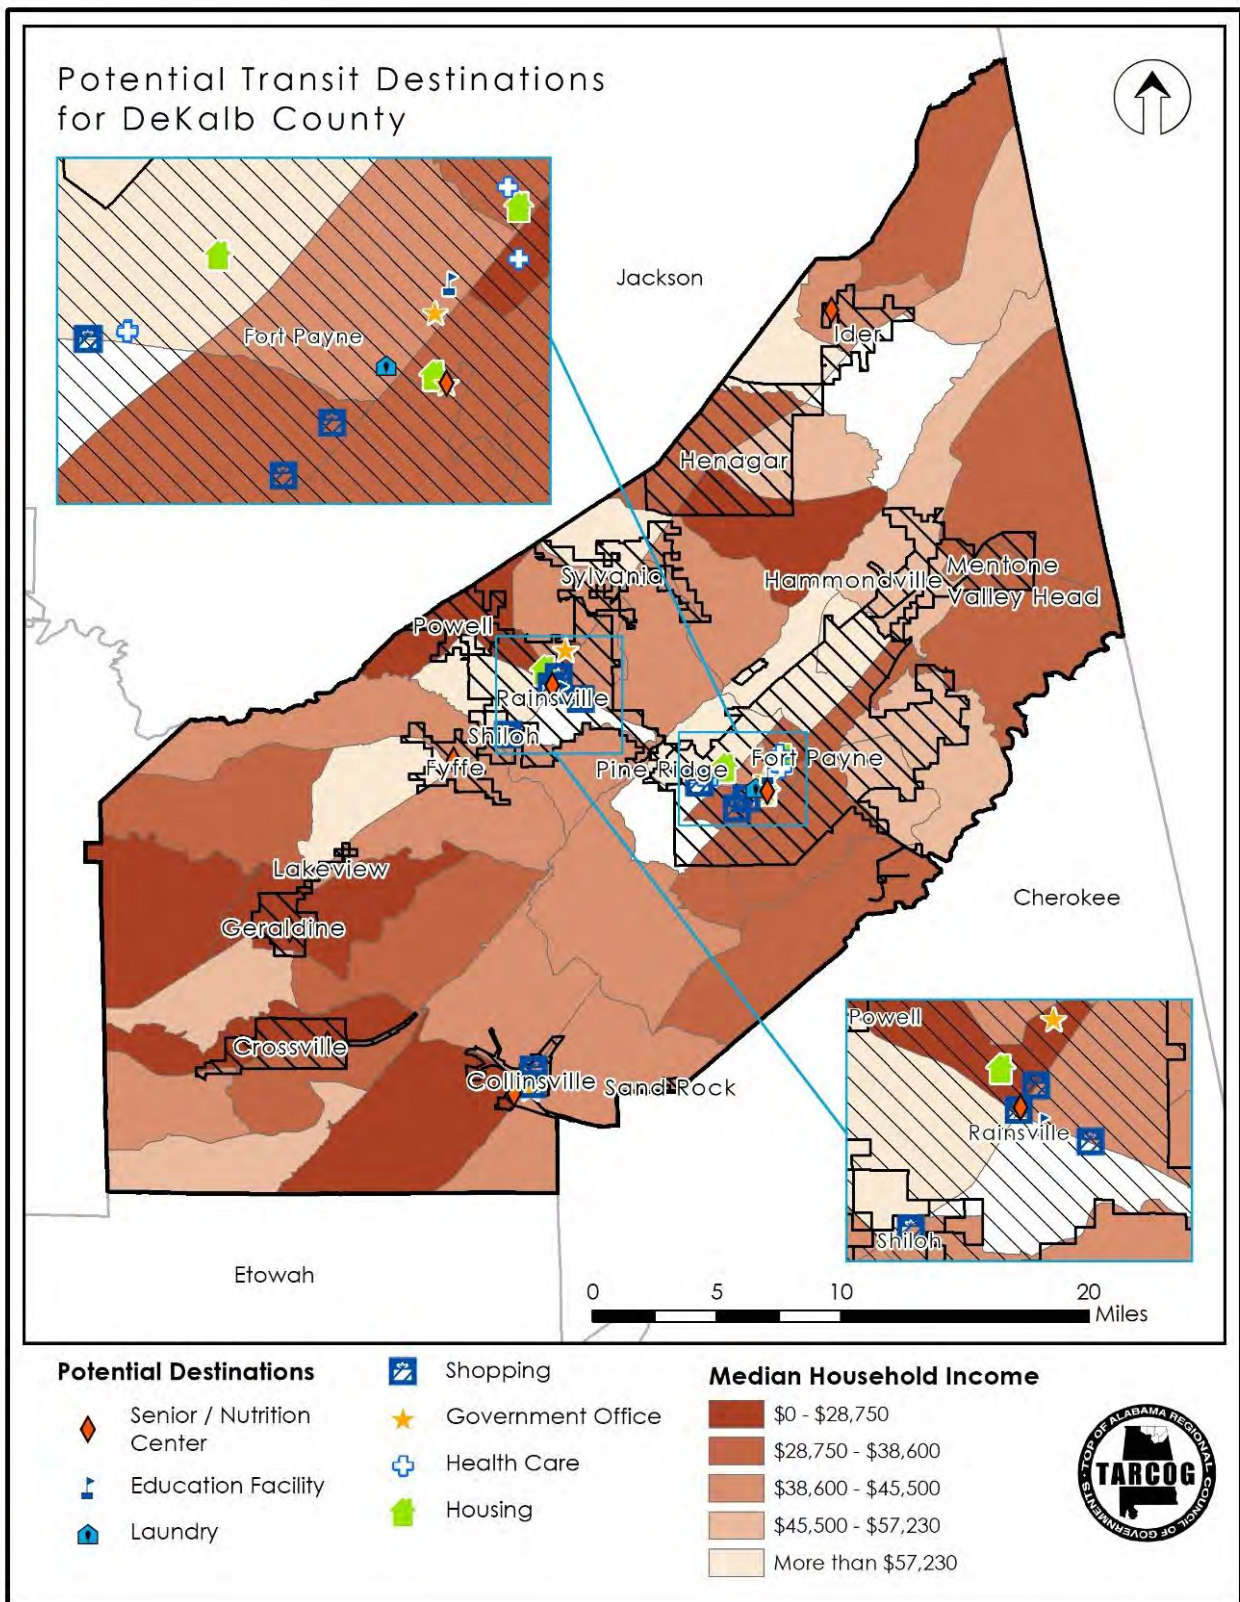 Potential Transit Destinations
for DeKalb County
Jackson
Fort Payne
Ider
Henagar
Sylvania
Hammondville
Mentone
Valley Head
Powell
Rainsville
Shiloh
Fyffe
Pine Ridge
Fort Payne
Lakeview
Geraldine
Cherokee
Crossville
Collinsville
Sand Rock
Powell
Rainsville
Shiloh
Etowah
0 5 10 20
Miles
Potential Destinations
Senior / Nutrition
Center
Education Facility
Laundry
Shopping
Government Office
Health Care
Housing
Median Household Income
$0 - $28,750
$28,750 - $38,600
$38,600 - $45,500
$45,500 - $57,230
More than $57,230
TOP OF ALABAMA REGIONAL COUNCIL OF GOVERNMENTS
TARCOG